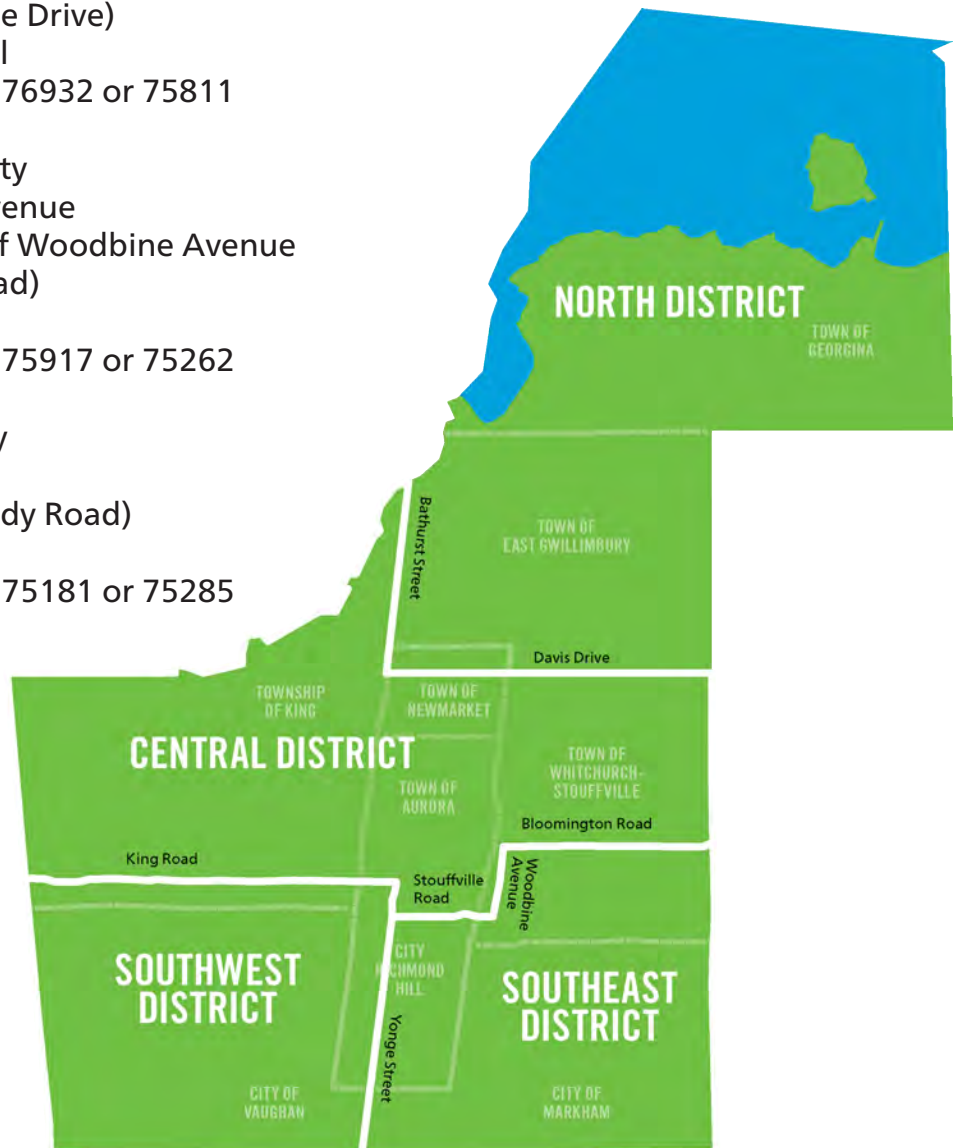 e Drive)
l
76932 or 75811
ty
venue
f Woodbine Avenue
ad)
75917 or 75262
y
dy Road)
75181 or 75285
NORTH DISTRICT
TOWN OF
GEORGINA
Bathurst Street
TOWN OF
EAST GWILLIMBURY
Davis Drive
TOWNSHIP
OF KING
TOWN OF
NEWMARKET
CENTRAL DISTRICT
TOWN OF
WHITCHURCH-
STOUFFVILLE
TOWN OF
AURORA
Bloomington Road
King Road
Stouffville
Road
Woodbine
Avenue
CITY
RICHMOND
HILL
SOUTHWEST
DISTRICT
SOUTHEAST
DISTRICT
Yonge Street
CITY OF
VAUGHAN
CITY OF
MARKHAM